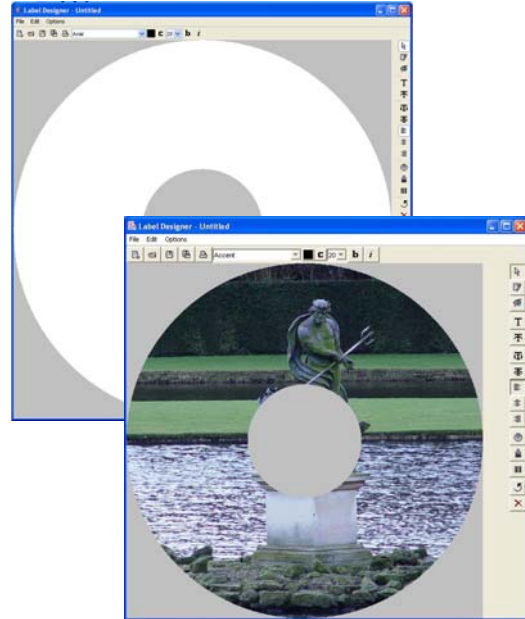 Label Designer - Untitled
File Edit Options
Arial C 20 b i
T
Label Designer - Untitled
File Edit Options
Accent C 20 b i
T